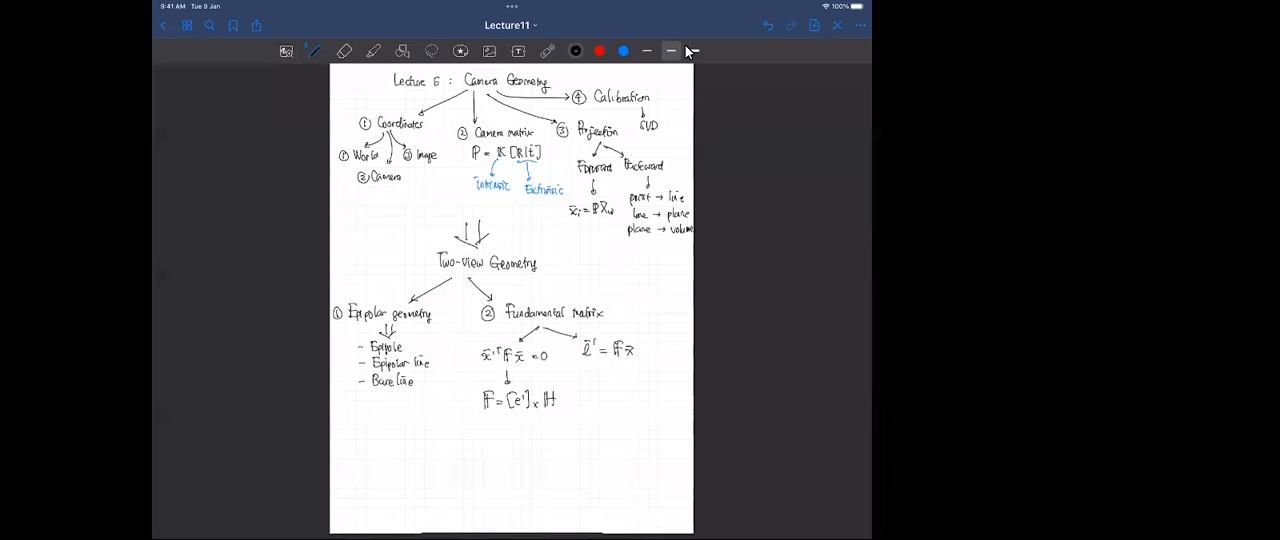 9:41 AM Tue 9 Jan
100%
Lecture11
Lecture 6 : Camera Geometry
① Coordinates
① World
② Camera
③ Image
② Camera matrix
P = K [R|t]
Intrinsic
Extrinsic
③ Projection
Forward
x̄ᵢ = P X̄w
Backward
point → line
line → plane
plane → volume
④ Calibration
SVD
Two-view Geometry
① Epipolar geometry
- Epipole
- Epipolar line
- Base line
② Fundamental matrix
x̄'ᵀ F x̄ = 0
F = [e']ₓ H
l̄' = F x̄